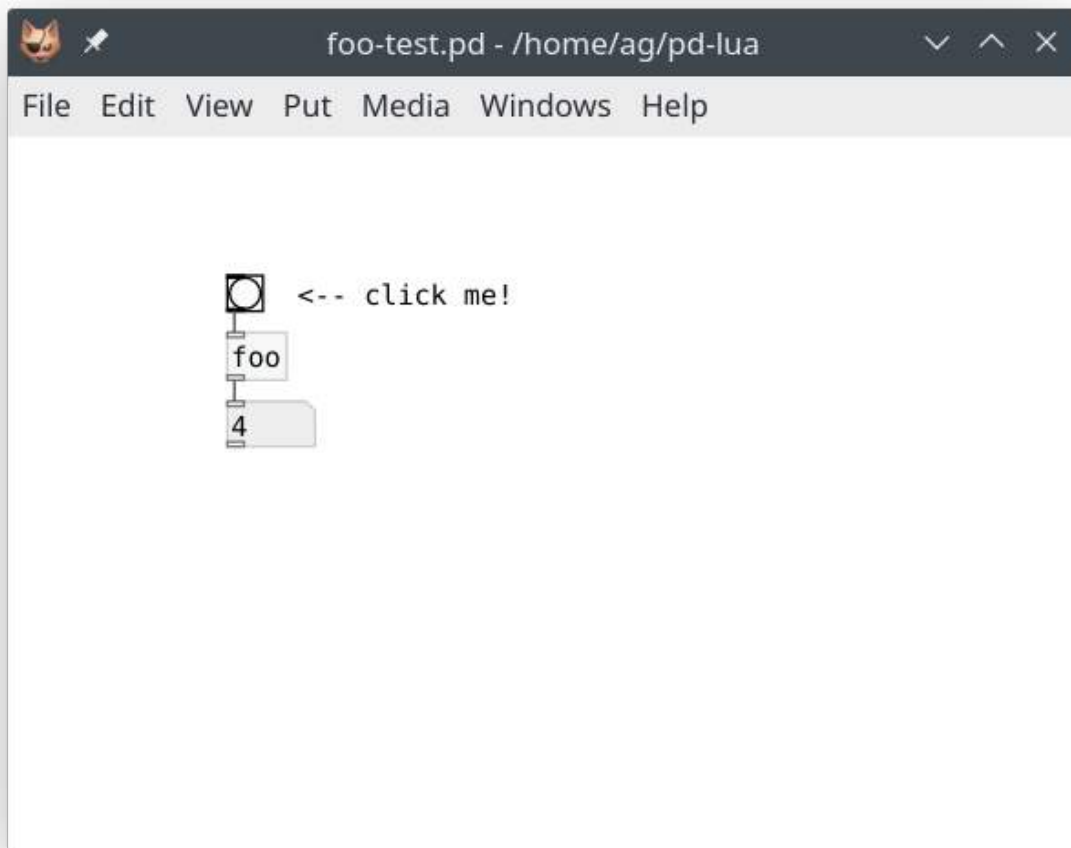 foo-test.pd - /home/ag/pd-lua
File Edit View Put Media Windows Help
<-- click me!
foo
4